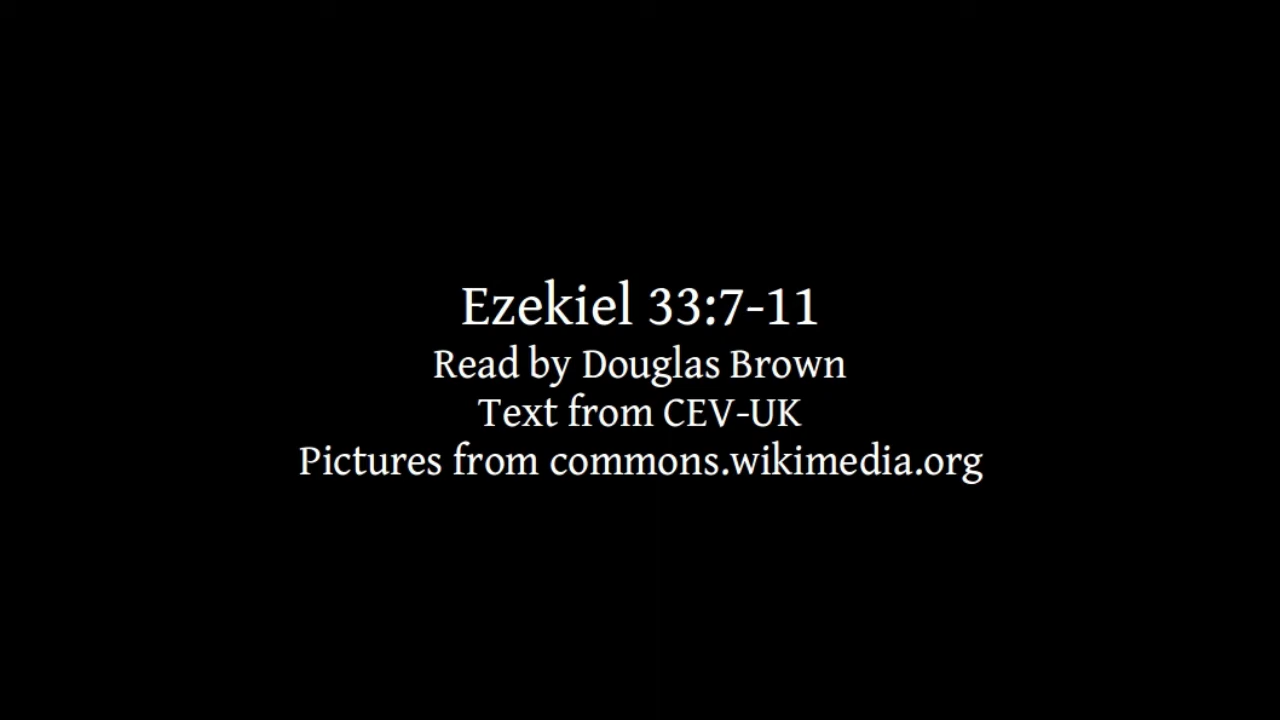 Ezekiel 33:7-11
Read by Douglas Brown
Text from CEV-UK
Pictures from commons.wikimedia.org